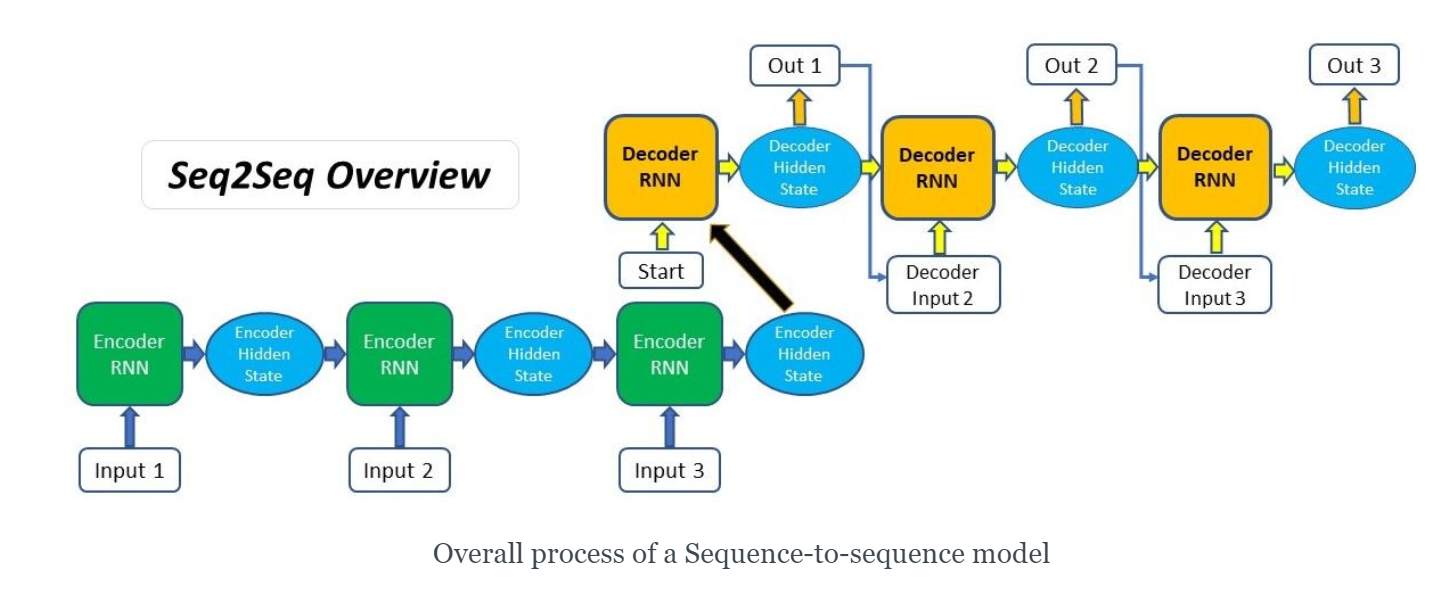 Seq2Seq Overview
Out 1
Out 2
Out 3
Decoder
RNN
Decoder
Hidden
State
Decoder
RNN
Decoder
Hidden
State
Decoder
RNN
Decoder
Hidden
State
Start
Decoder
Input 2
Decoder
Input 3
Encoder
RNN
Encoder
Hidden
State
Encoder
RNN
Encoder
Hidden
State
Encoder
RNN
Encoder
Hidden
State
Input 1
Input 2
Input 3
Overall process of a Sequence-to-sequence model